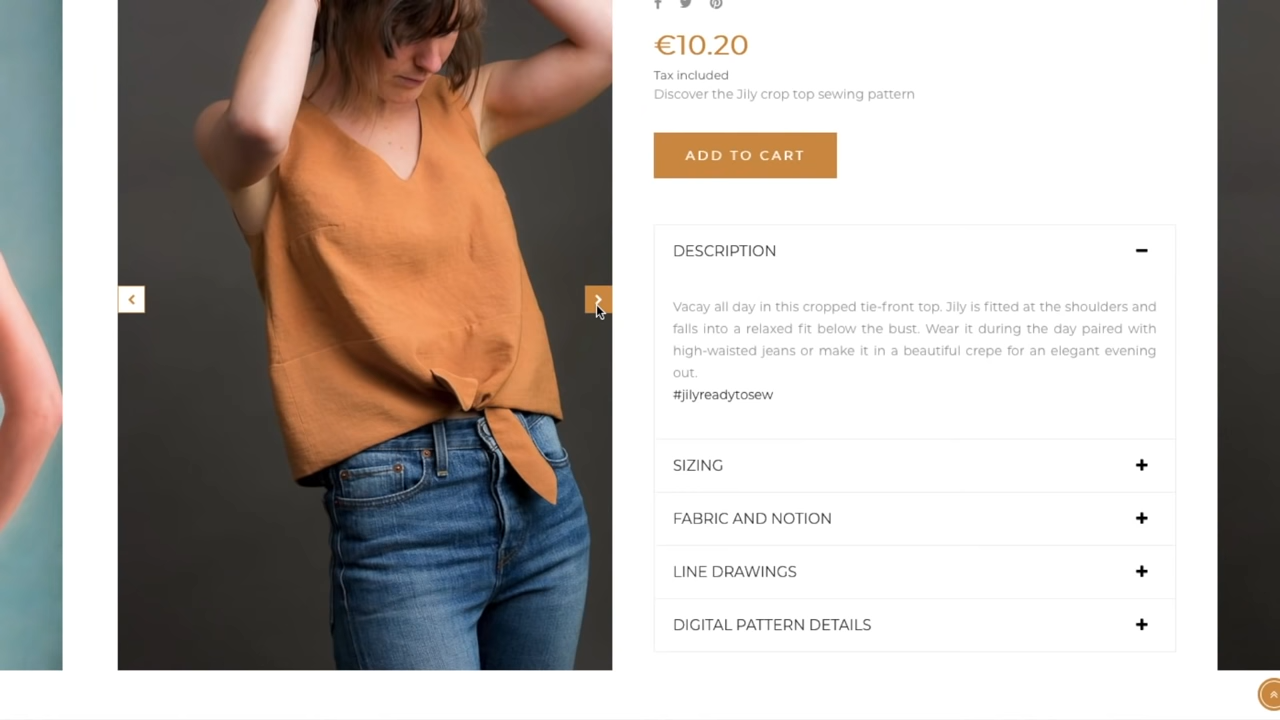 €10.20
Tax included
Discover the Jily crop top sewing pattern
ADD TO CART
DESCRIPTION
Vacay all day in this cropped tie-front top. Jily is fitted at the shoulders and
falls into a relaxed fit below the bust. Wear it during the day paired with
high-waisted jeans or make it in a beautiful crepe for an elegant evening
out.
#jilyreadytosew
SIZING
FABRIC AND NOTION
LINE DRAWINGS
DIGITAL PATTERN DETAILS